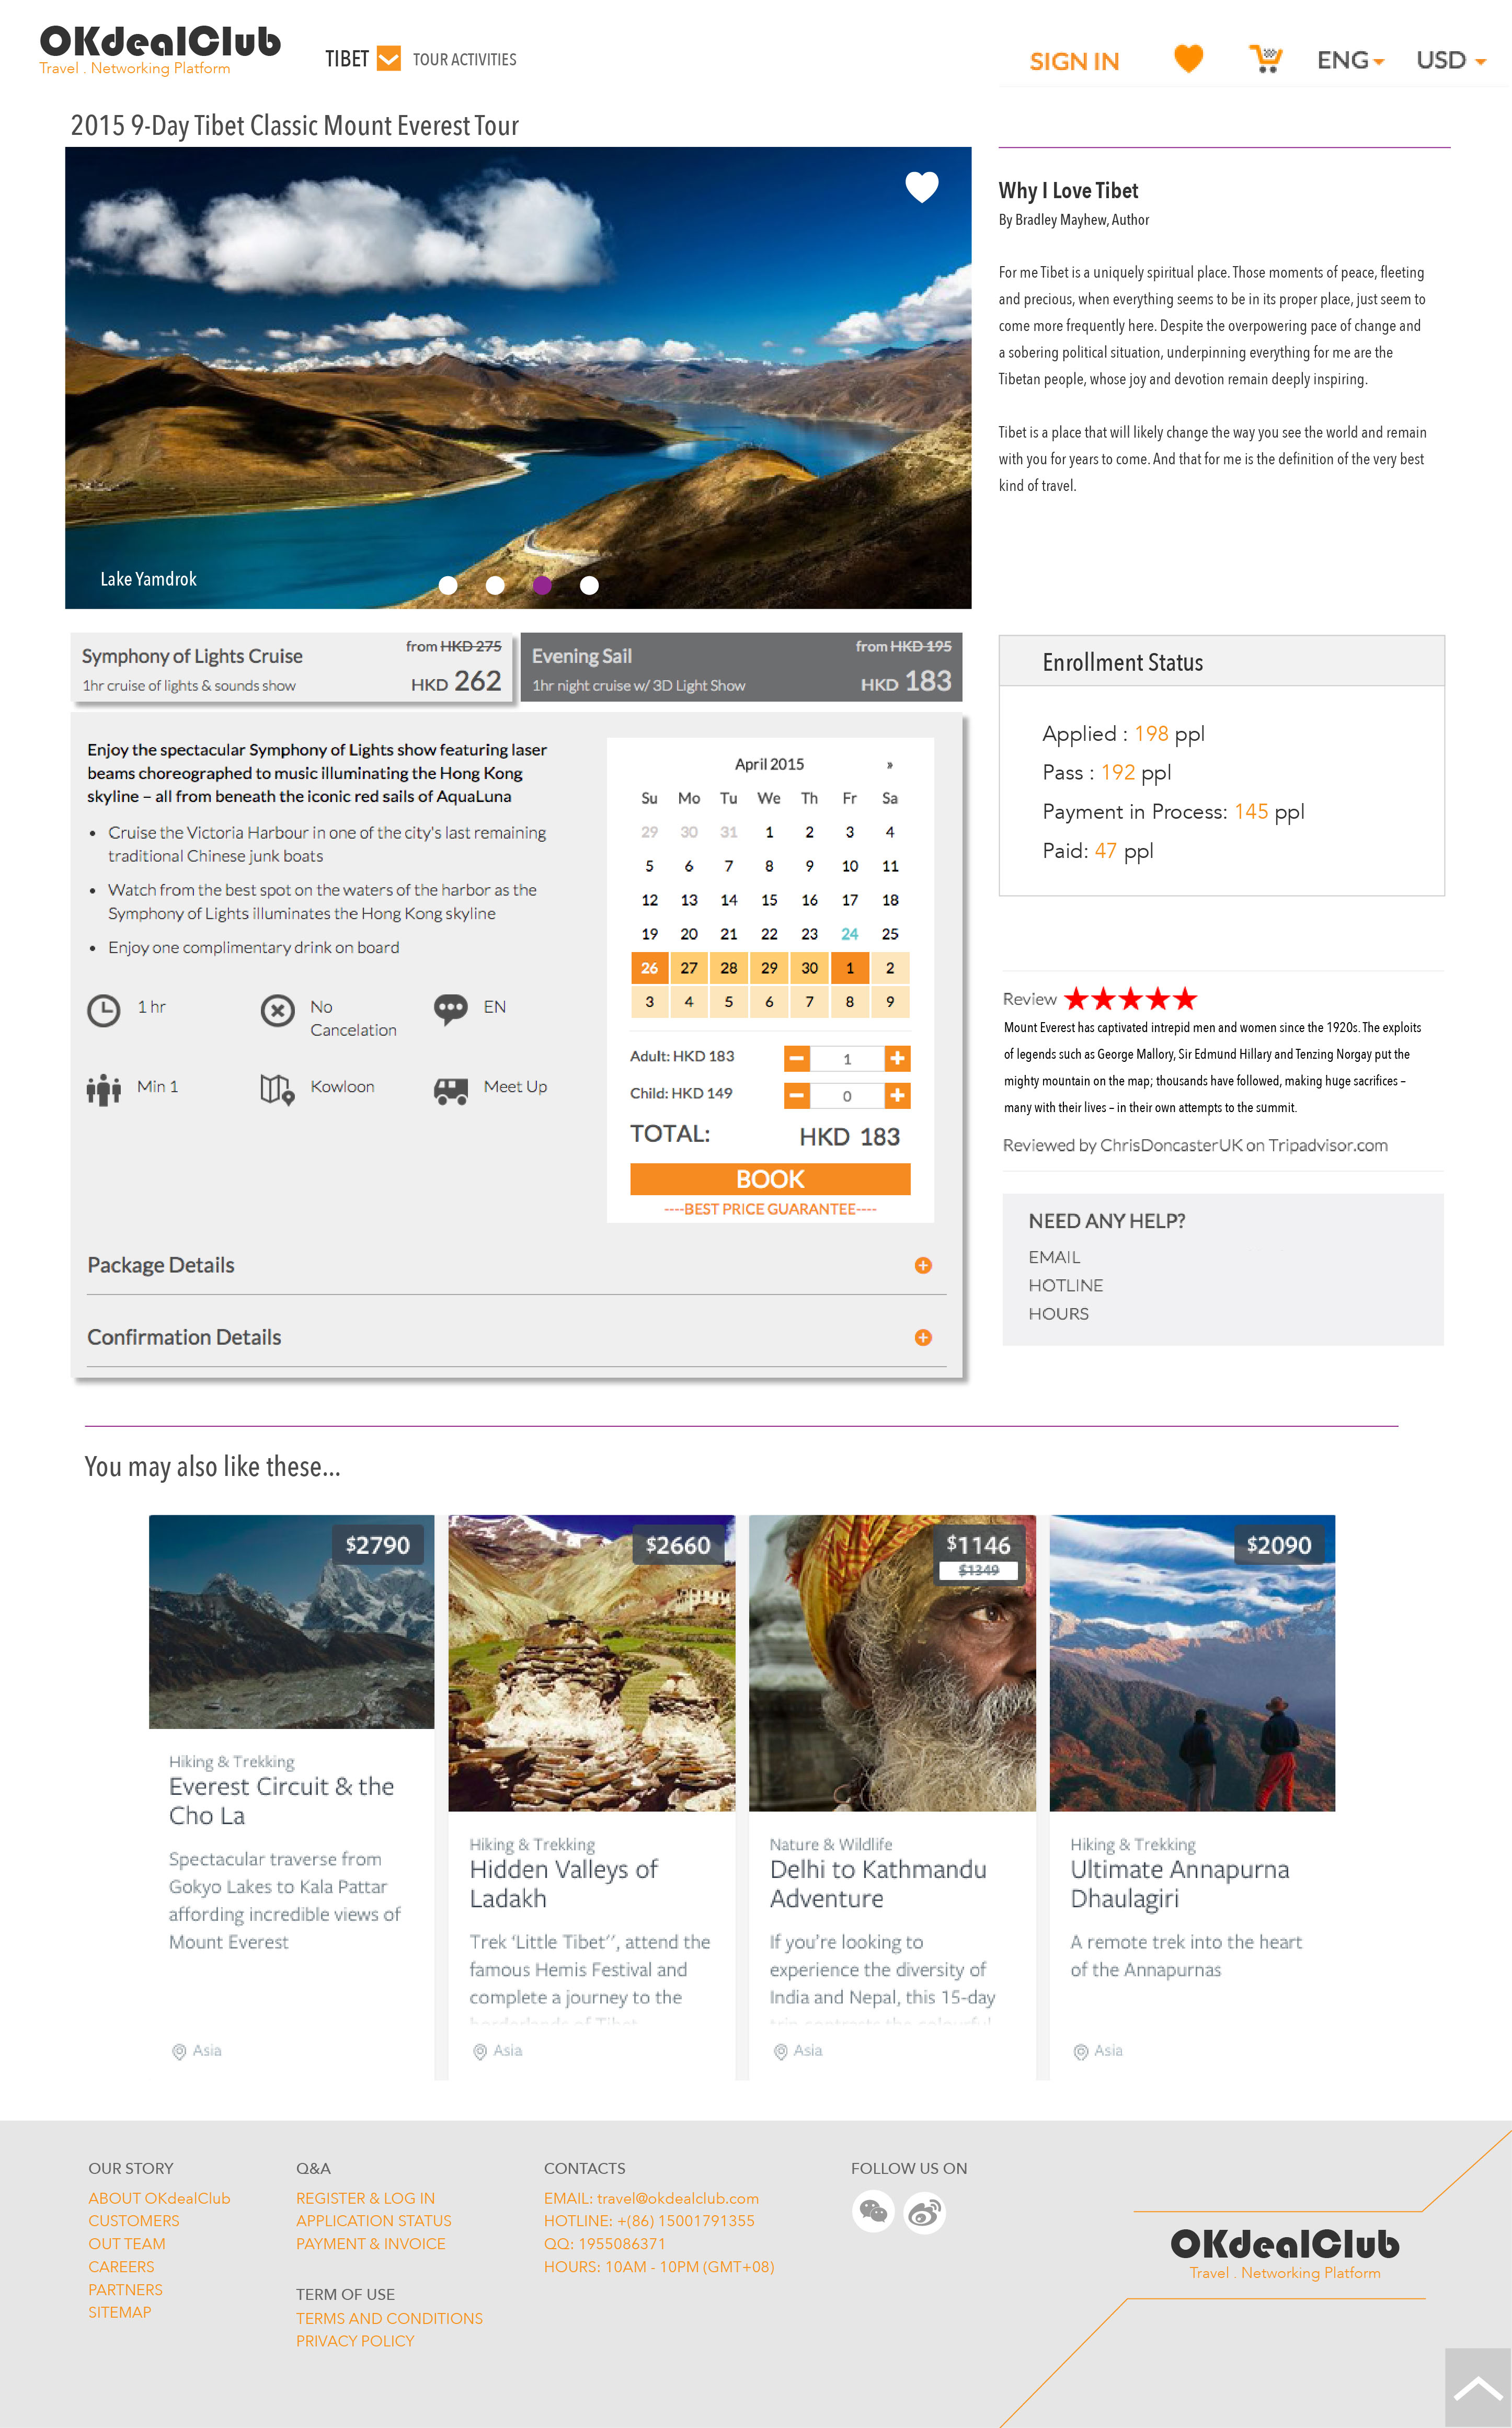 OKdealClub
Travel . Networking Platform
TIBET
TOUR ACTIVITIES
SIGN IN
ENG
USD
2015 9-Day Tibet Classic Mount Everest Tour
Lake Yamdrok
Why I Love Tibet
By Bradley Mayhew, Author
For me Tibet is a uniquely spiritual place. Those moments of peace, fleeting
and precious, when everything seems to be in its proper place, just seem to
come more frequently here. Despite the overpowering pace of change and
a sobering political situation, underpinning everything for me are the
Tibetan people, whose joy and devotion remain deeply inspiring.
Tibet is a place that will likely change the way you see the world and remain
with you for years to come. And that for me is the definition of the very best
kind of travel.
Symphony of Lights Cruise
from HKD 275
1hr cruise of lights & sounds show
HKD 262
Evening Sail
from HKD 195
1hr night cruise w/ 3D Light Show
HKD 183
Enjoy the spectacular Symphony of Lights show featuring laser
beams choreographed to music illuminating the Hong Kong
skyline – all from beneath the iconic red sails of AquaLuna
• Cruise the Victoria Harbour in one of the city's last remaining
traditional Chinese junk boats
• Watch from the best spot on the waters of the harbor as the
Symphony of Lights illuminates the Hong Kong skyline
• Enjoy one complimentary drink on board
1 hr
No
Cancelation
EN
Min 1
Kowloon
Meet Up
April 2015 »
Su Mo Tu We Th Fr Sa
29 30 31 1 2 3 4
5 6 7 8 9 10 11
12 13 14 15 16 17 18
19 20 21 22 23 24 25
26 27 28 29 30 1 2
3 4 5 6 7 8 9
Adult: HKD 183 − 1 +
Child: HKD 149 − 0 +
TOTAL: HKD 183
BOOK
----BEST PRICE GUARANTEE----
Package Details
Confirmation Details
Enrollment Status
Applied : 198 ppl
Pass : 192 ppl
Payment in Process: 145 ppl
Paid: 47 ppl
Review ★★★★★
Mount Everest has captivated intrepid men and women since the 1920s. The exploits
of legends such as George Mallory, Sir Edmund Hillary and Tenzing Norgay put the
mighty mountain on the map; thousands have followed, making huge sacrifices –
many with their lives – in their own attempts to the summit.
Reviewed by ChrisDoncasterUK on Tripadvisor.com
NEED ANY HELP?
EMAIL
HOTLINE
HOURS
You may also like these...
$2790
Hiking & Trekking
Everest Circuit & the
Cho La
Spectacular traverse from
Gokyo Lakes to Kala Pattar
affording incredible views of
Mount Everest
Asia
$2660
Hiking & Trekking
Hidden Valleys of
Ladakh
Trek ‘Little Tibet’’, attend the
famous Hemis Festival and
complete a journey to the
Asia
$1146
$1349
Nature & Wildlife
Delhi to Kathmandu
Adventure
If you're looking to
experience the diversity of
India and Nepal, this 15-day
Asia
$2090
Hiking & Trekking
Ultimate Annapurna
Dhaulagiri
A remote trek into the heart
of the Annapurnas
Asia
OUR STORY
ABOUT OKdealClub
CUSTOMERS
OUT TEAM
CAREERS
PARTNERS
SITEMAP
Q&A
REGISTER & LOG IN
APPLICATION STATUS
PAYMENT & INVOICE
TERM OF USE
TERMS AND CONDITIONS
PRIVACY POLICY
CONTACTS
EMAIL: travel@okdealclub.com
HOTLINE: +(86) 15001791355
QQ: 1955086371
HOURS: 10AM - 10PM (GMT+08)
FOLLOW US ON
OKdealClub
Travel . Networking Platform